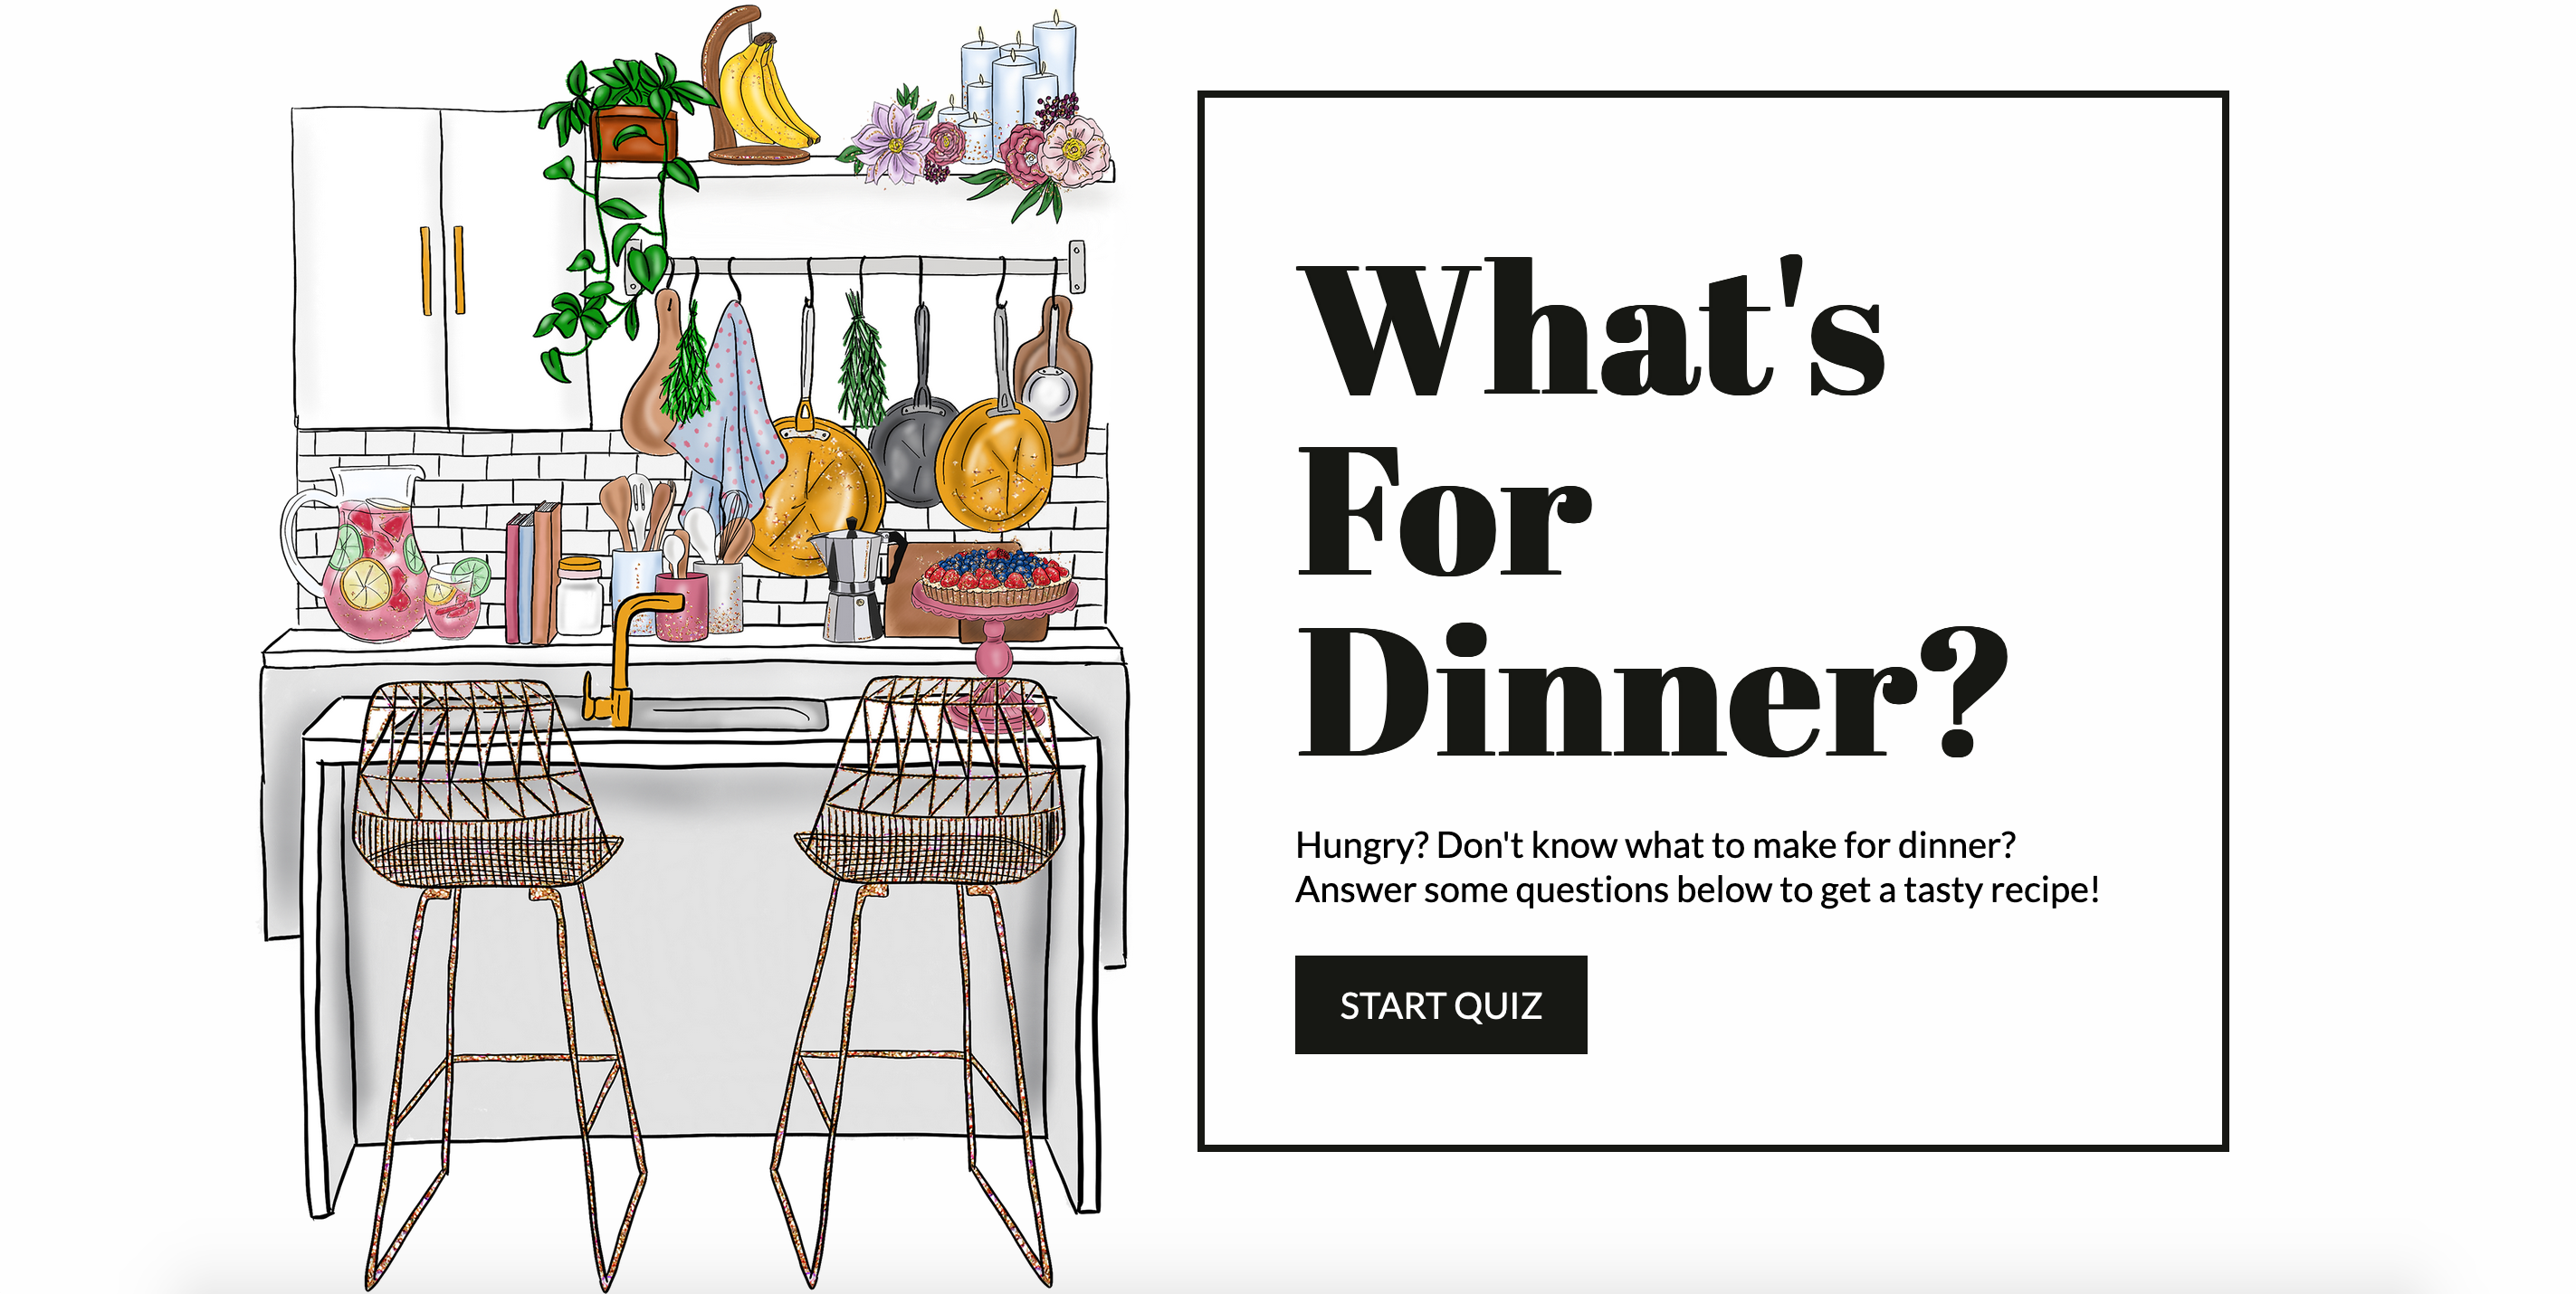 What's
For
Dinner?
Hungry? Don't know what to make for dinner?
Answer some questions below to get a tasty recipe!
START QUIZ